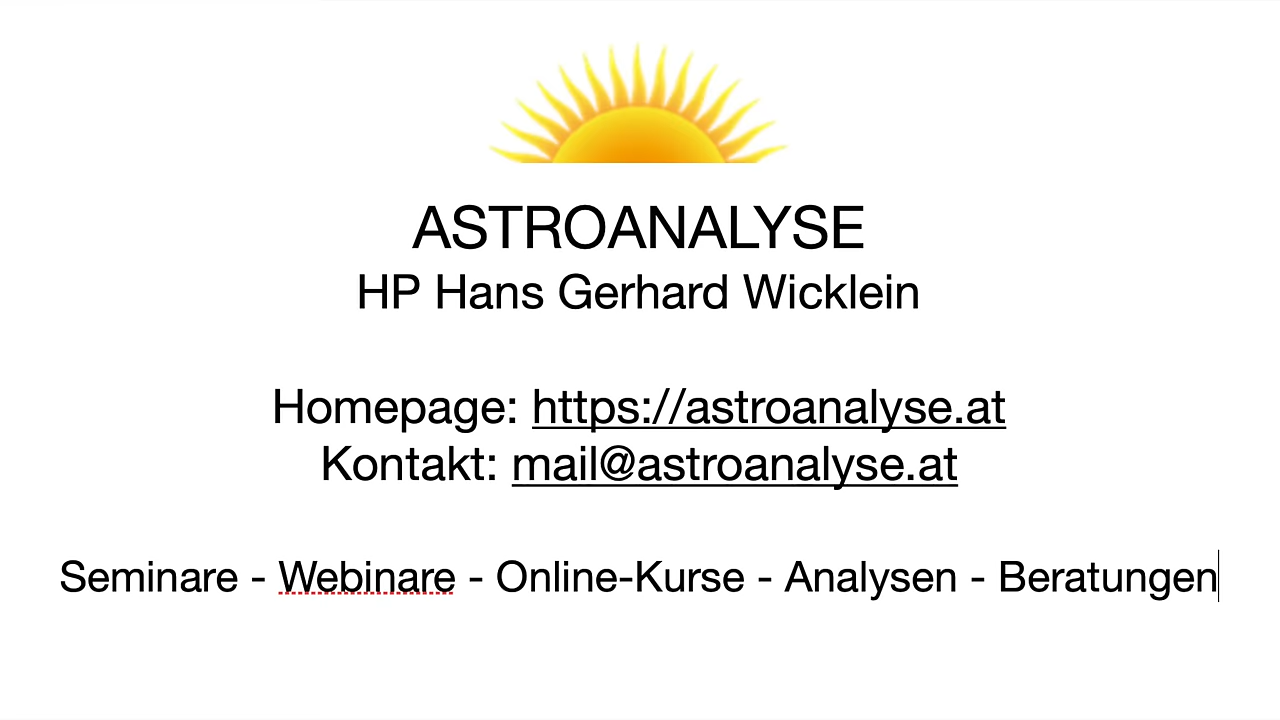 ASTROANALYSE
HP Hans Gerhard Wicklein
Homepage: https://astroanalyse.at
Kontakt: mail@astroanalyse.at
Seminare - Webinare - Online-Kurse - Analysen - Beratungen